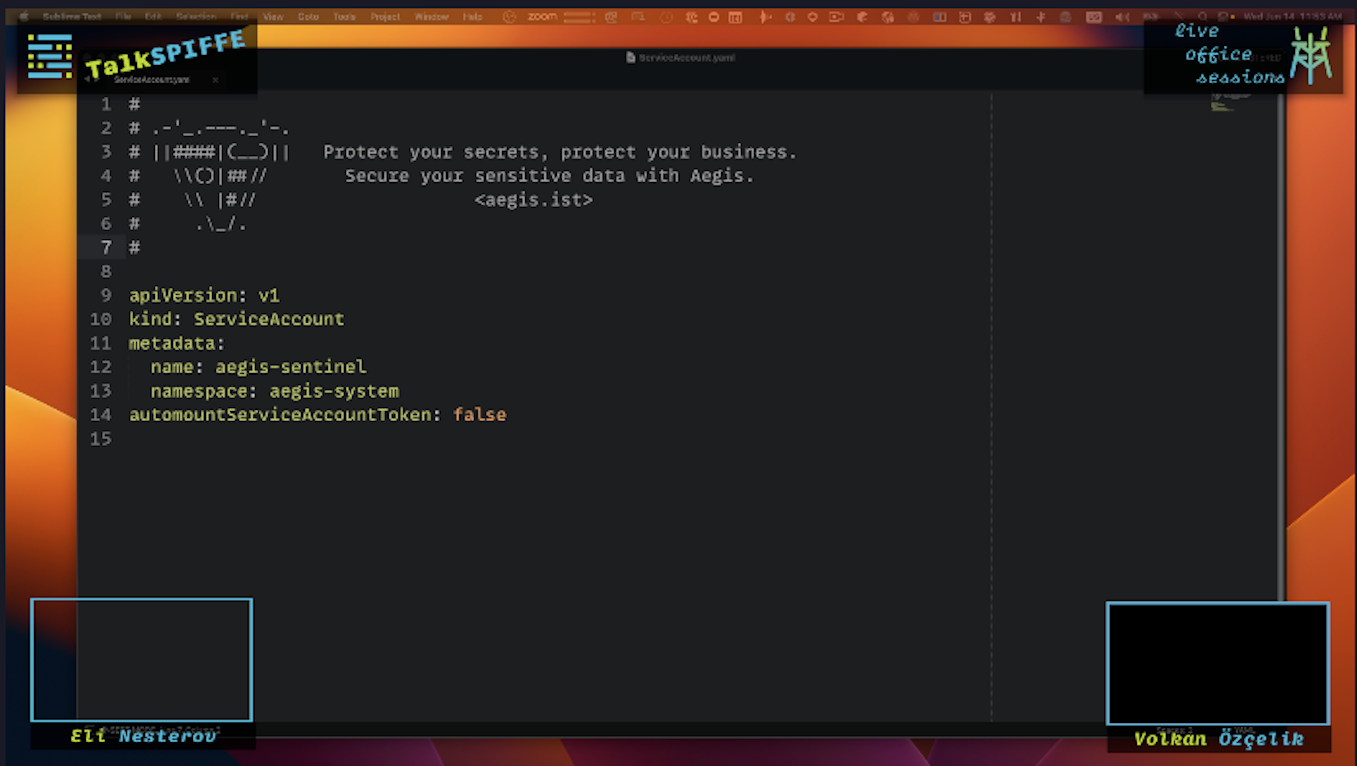 Sublime Text File Edit Selection Find View Goto Tools Project Window Help zoom Wed Jun 14 11:53 AM
TalkSPIFFE
live
office
sessions
ServiceAccount.yaml
ServiceAccount.yaml
1 #
2 # .-'_.---._'-.
3 # ||####|(__)|| Protect your secrets, protect your business.
4 #   \\()|##// Secure your sensitive data with Aegis.
5 #    \\ |#// <aegis.ist>
6 #     .\_/.
7 #
8
9 apiVersion: v1
10 kind: ServiceAccount
11 metadata:
12   name: aegis-sentinel
13   namespace: aegis-system
14 automountServiceAccountToken: false
15
Eli Nesterov
Volkan Özçelik